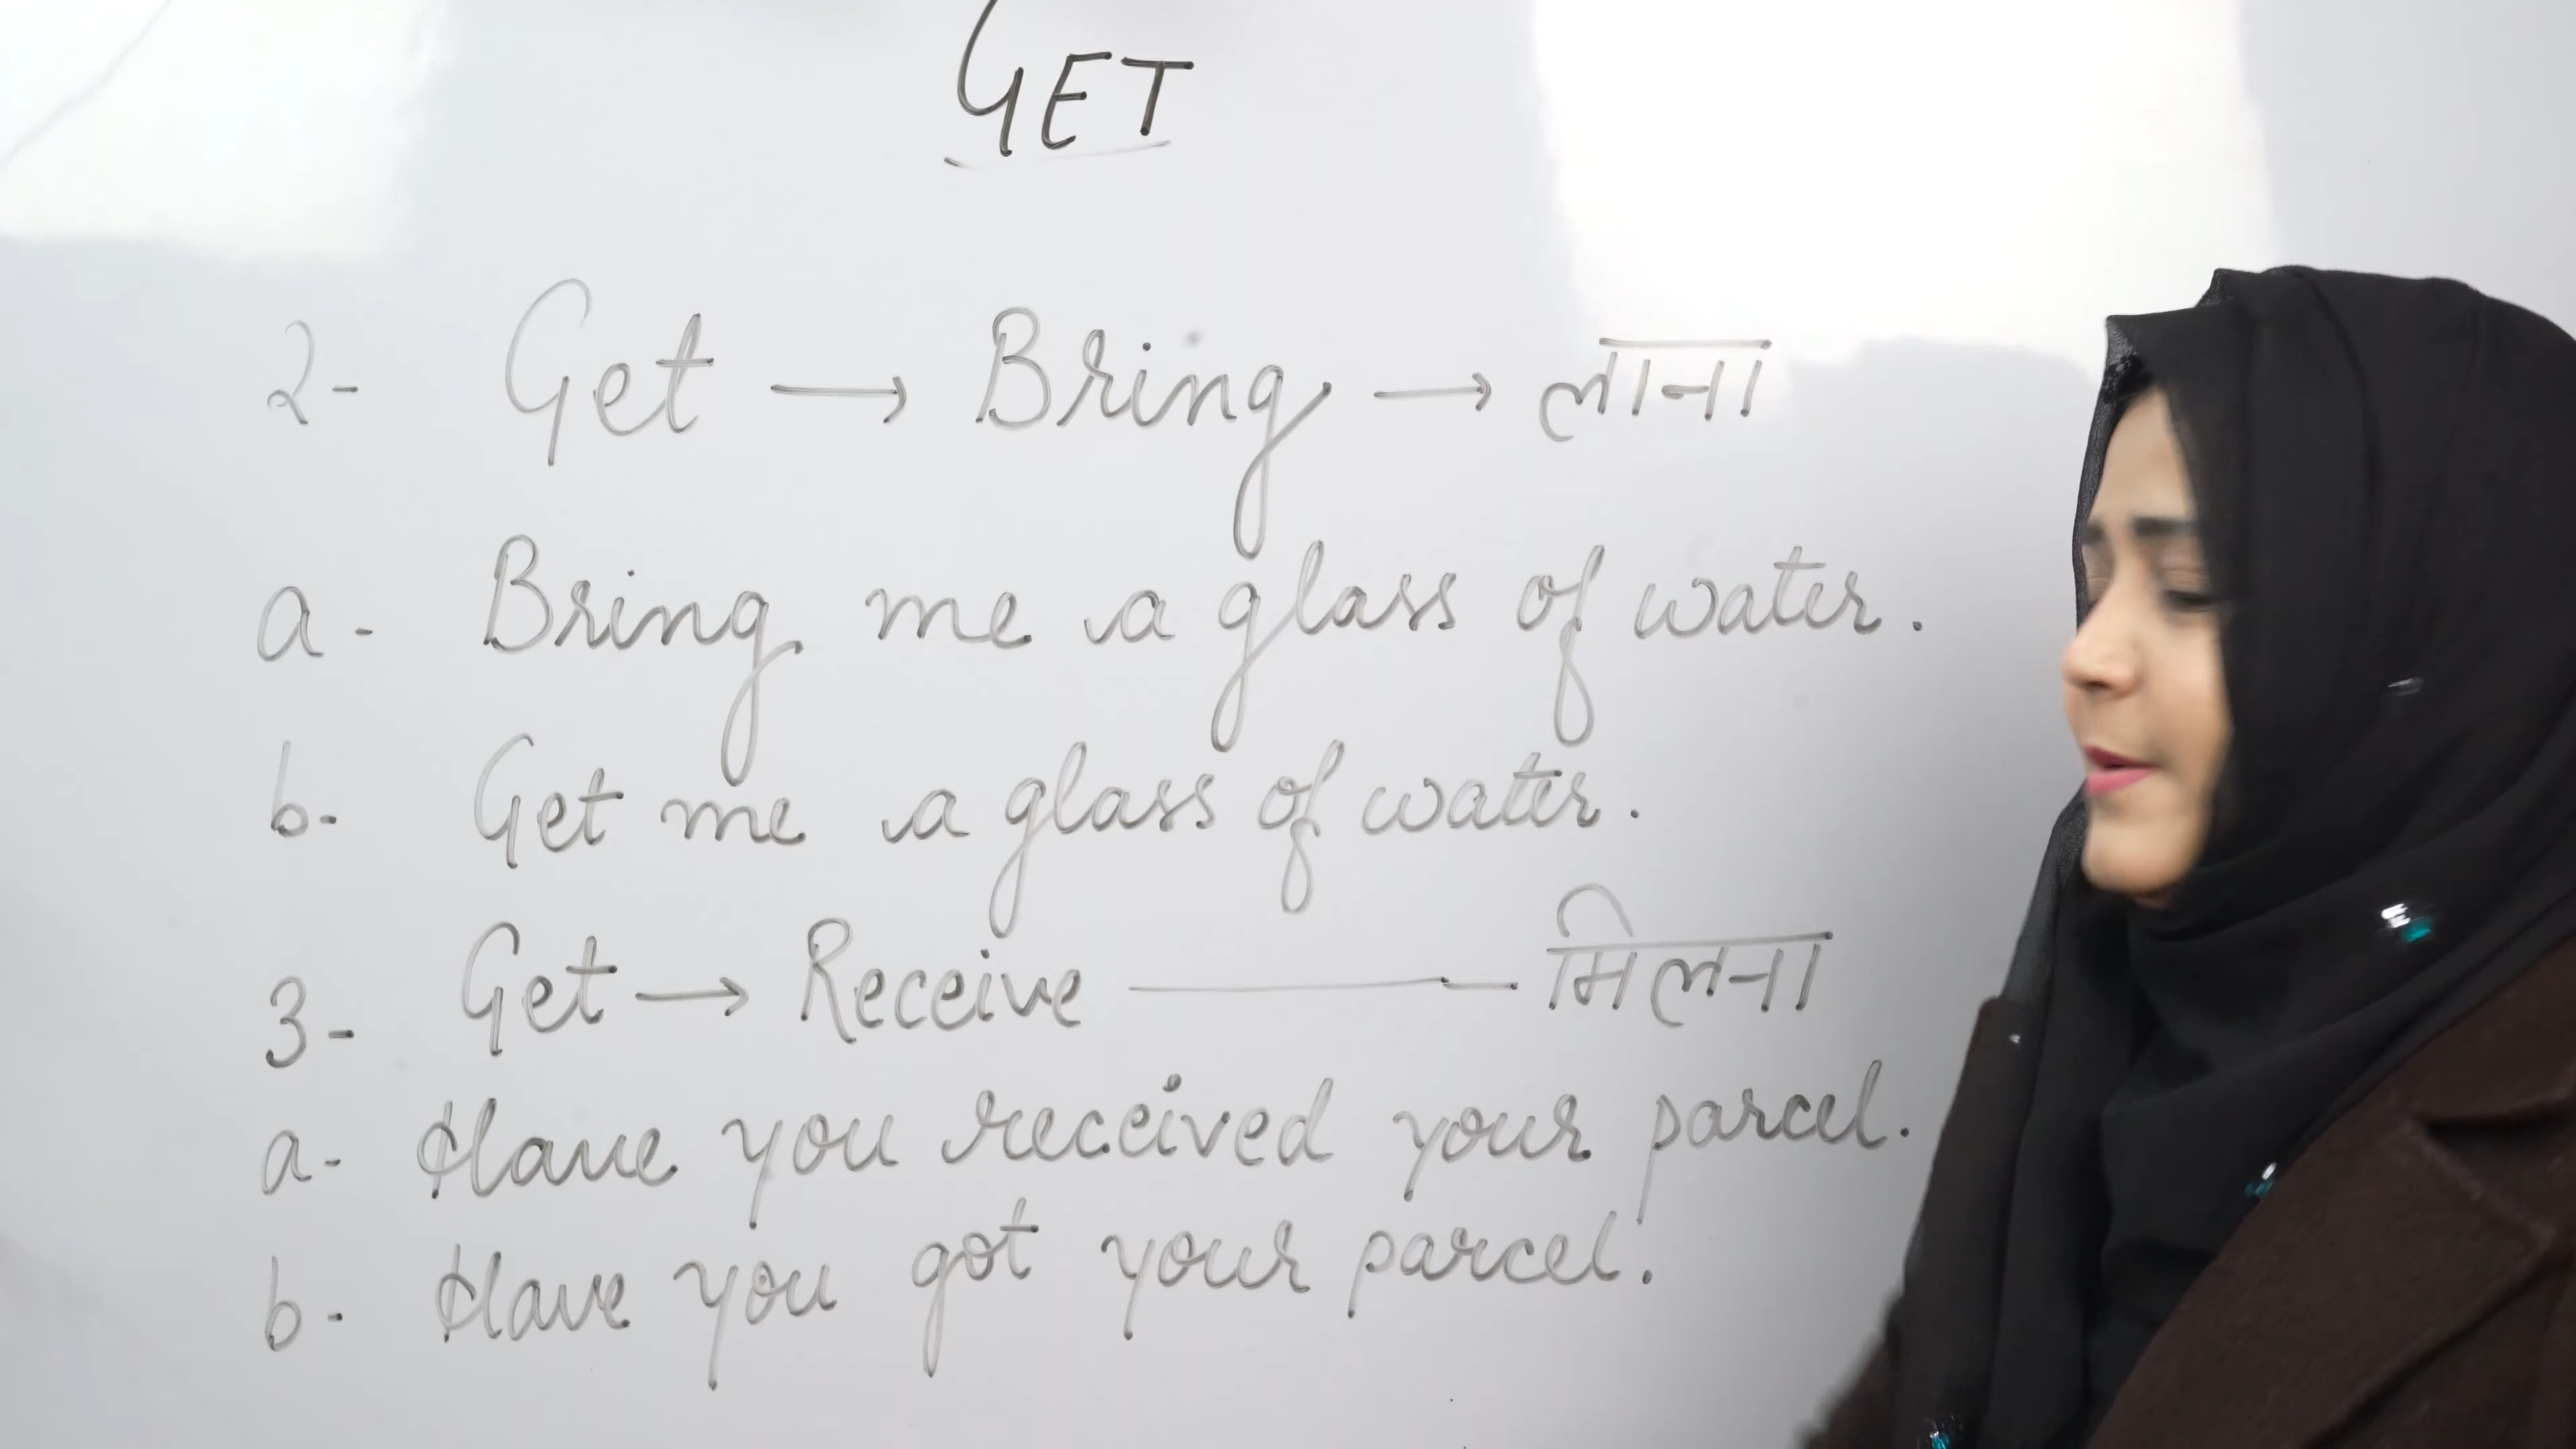 GET
2- Get → Bring → लाना
a- Bring me a glass of water.
b- Get me a glass of water.
3- Get → Receive — मिलना
a- Have you received your parcel.
b- Have you got your parcel.